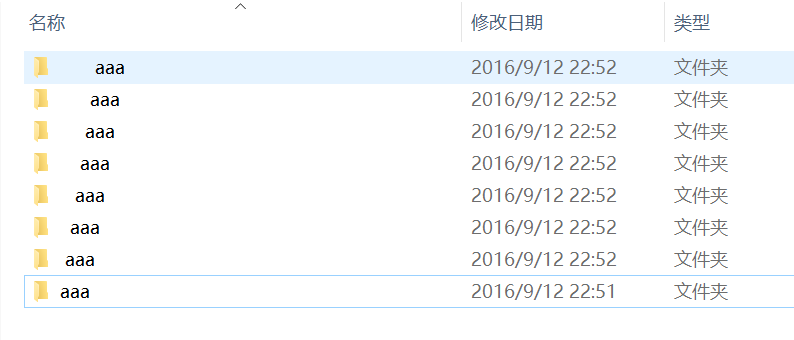 名称 修改日期 类型
       aaa 2016/9/12 22:52 文件夹
      aaa 2016/9/12 22:52 文件夹
     aaa 2016/9/12 22:52 文件夹
    aaa 2016/9/12 22:52 文件夹
   aaa 2016/9/12 22:52 文件夹
  aaa 2016/9/12 22:52 文件夹
 aaa 2016/9/12 22:52 文件夹
aaa 2016/9/12 22:51 文件夹